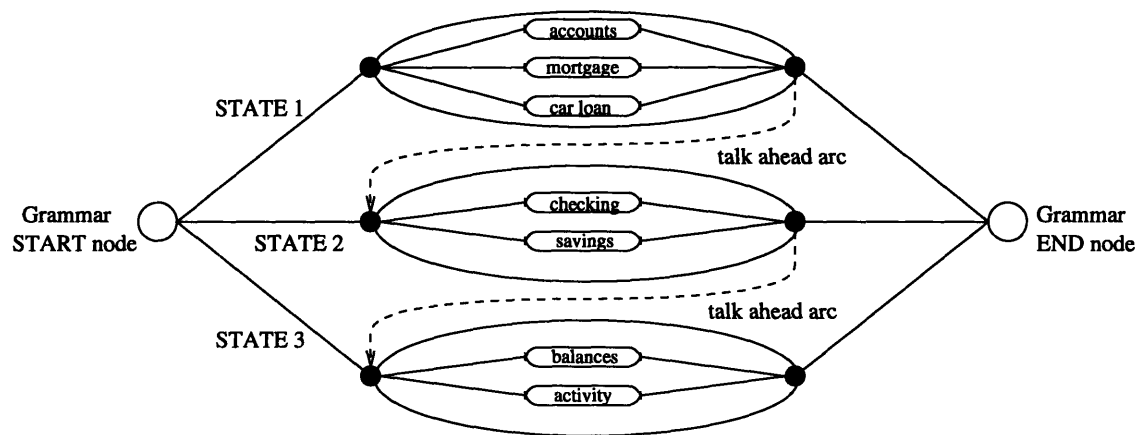 accounts
mortgage
car loan
STATE 1
talk ahead arc
Grammar
START node
STATE 2
checking
savings
Grammar
END node
talk ahead arc
STATE 3
balances
activity